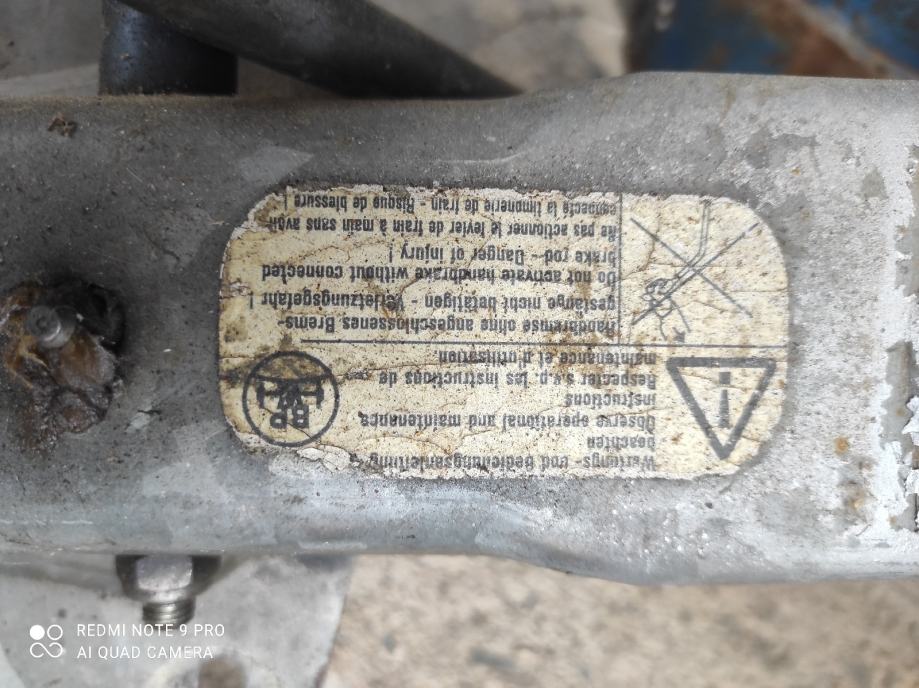 Wartungs- und bedienungsanleitung
beachten
Observe operational and maintenance
instructions
Respecter s.v.p. les instructions de
maintenance et d'utilisation
BPW
Handbremse ohne angeschlossenes Brems-
gestänge nicht betätigen - Verletzungsgefahr!
Do not activate handbrake without connected
brake rod - Danger of injury!
Ne pas actionner le levier de frain à main sans avoir
respecte la timonerie de frain - Risque de blessure!
REDMI NOTE 9 PRO
AI QUAD CAMERA